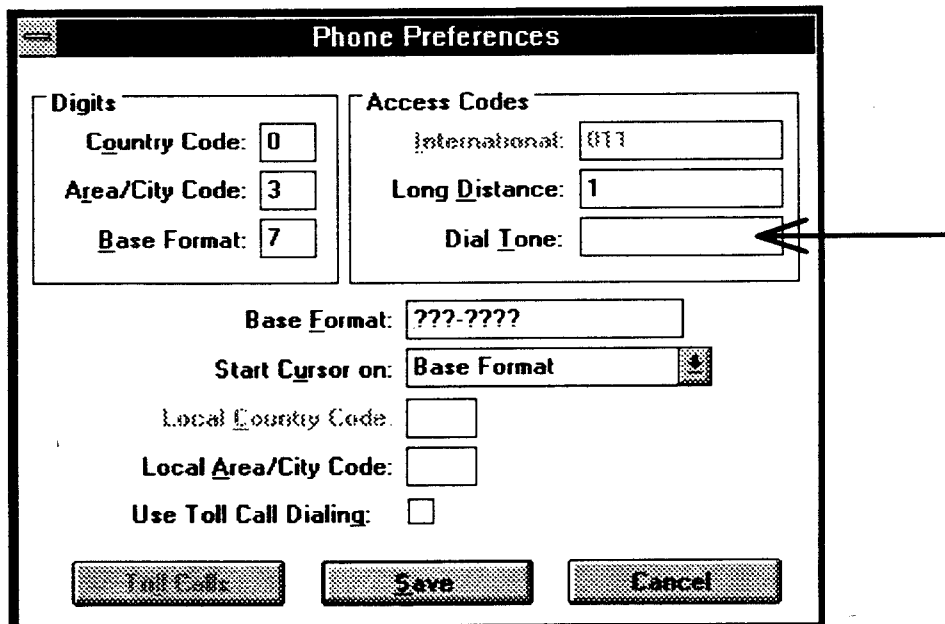 Phone Preferences
Digits
Country Code: 0
Area/City Code: 3
Base Format: 7
Access Codes
International: 011
Long Distance: 1
Dial Tone:
Base Format: ???-????
Start Cursor on: Base Format
Local Country Code:
Local Area/City Code:
Use Toll Call Dialing:
Toll Calls Save Cancel